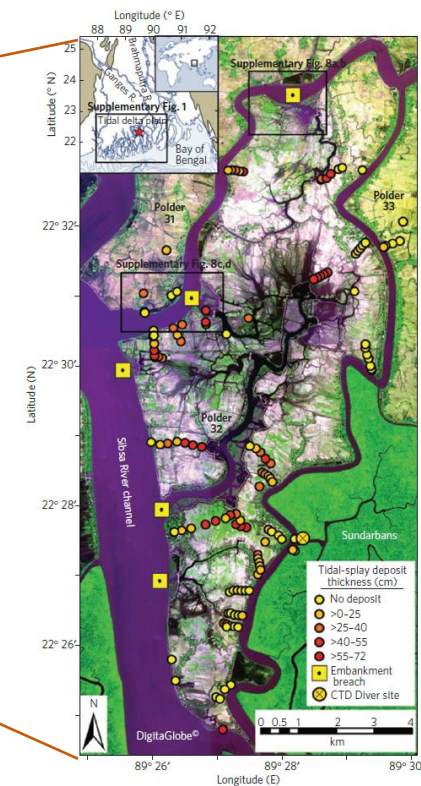 Longitude (° E)
88 89 90 91 92
25
24
23
22
Latitude (° N)
Brahmaputra R.
Ganges R.
Supplementary Fig. 1
Tidal delta plain
Bay of
Bengal
Supplementary Fig. 8a,b
Polder
31
Polder
33
22° 32'
Supplementary Fig. 8c,d
22° 30'
Latitude (N)
Polder
32
Sibsa River channel
22° 28'
Sundarbans
Tidal-splay deposit
thickness (cm)
No deposit
>0–25
>25–40
>40–55
>55–72
Embankment
breach
CTD Diver site
22° 26'
N
DigitaGlobe©
0 0.5 1 2 3 4
km
89° 26' 89° 28' 89° 30
Longitude (E)